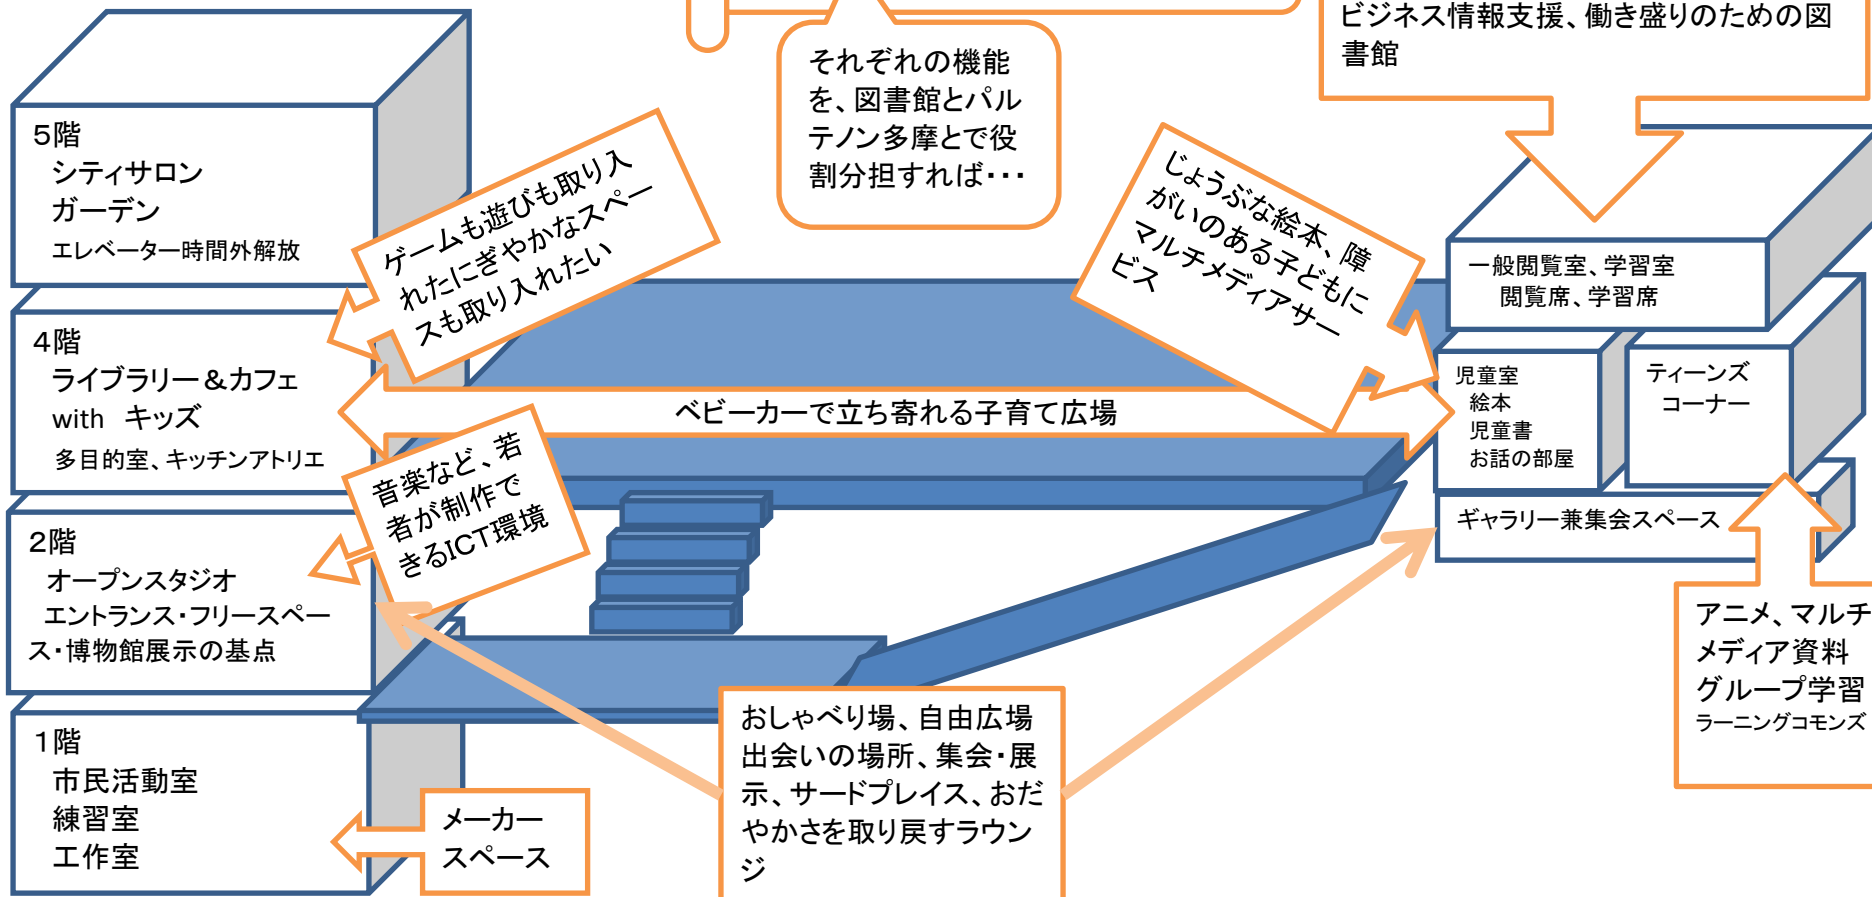 ビジネス情報支援、働き盛りのための図
書館
それぞれの機能
を、図書館とパル
テノン多摩とで役
割分担すれば・・・
5階
シティサロン
ガーデン
エレベーター時間外解放
ゲームも遊びも取り入
れたにぎやかなスペー
スも取り入れたい
じょうぶな絵本、障
がいのある子どもに
マルチメディアサー
ビス
一般閲覧室、学習室
閲覧席、学習席
4階
ライブラリー＆カフェ
with キッズ
多目的室、キッチンアトリエ
ベビーカーで立ち寄れる子育て広場
児童室
絵本
児童書
お話の部屋
ティーンズ
コーナー
音楽など、若
者が制作で
きるICT環境
ギャラリー兼集会スペース
2階
オープンスタジオ
エントランス・フリースペー
ス・博物館展示の基点
アニメ、マルチ
メディア資料
グループ学習
ラーニングコモンズ
おしゃべり場、自由広場
出会いの場所、集会・展
示、サードプレイス、おだ
やかさを取り戻すラウン
ジ
1階
市民活動室
練習室
工作室
メーカー
スペース